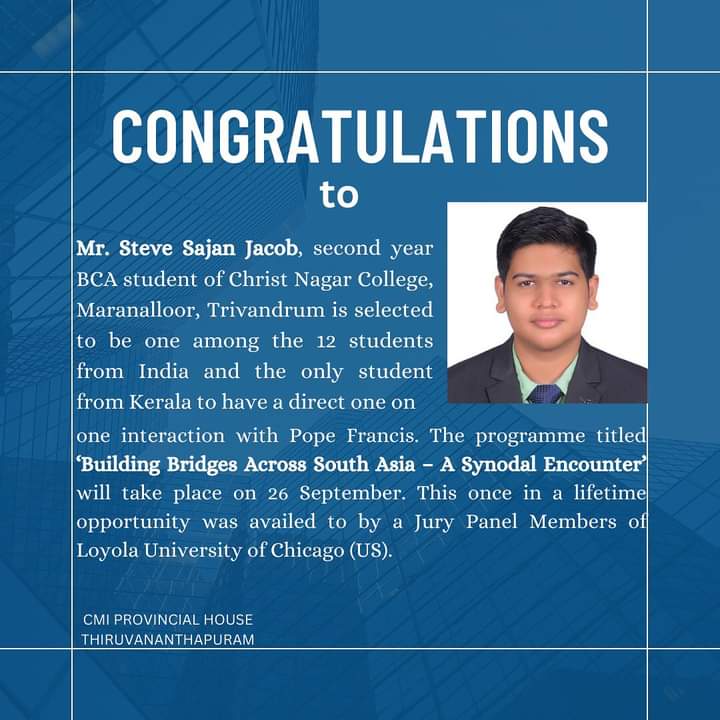 CONGRATULATIONS
to
Mr. Steve Sajan Jacob, second year
BCA student of Christ Nagar College,
Maranalloor, Trivandrum is selected
to be one among the 12 students
from India and the only student
from Kerala to have a direct one on
one interaction with Pope Francis. The programme titled
‘Building Bridges Across South Asia – A Synodal Encounter’
will take place on 26 September. This once in a lifetime
opportunity was availed to by a Jury Panel Members of
Loyola University of Chicago (US).
CMI PROVINCIAL HOUSE
THIRUVANANTHAPURAM